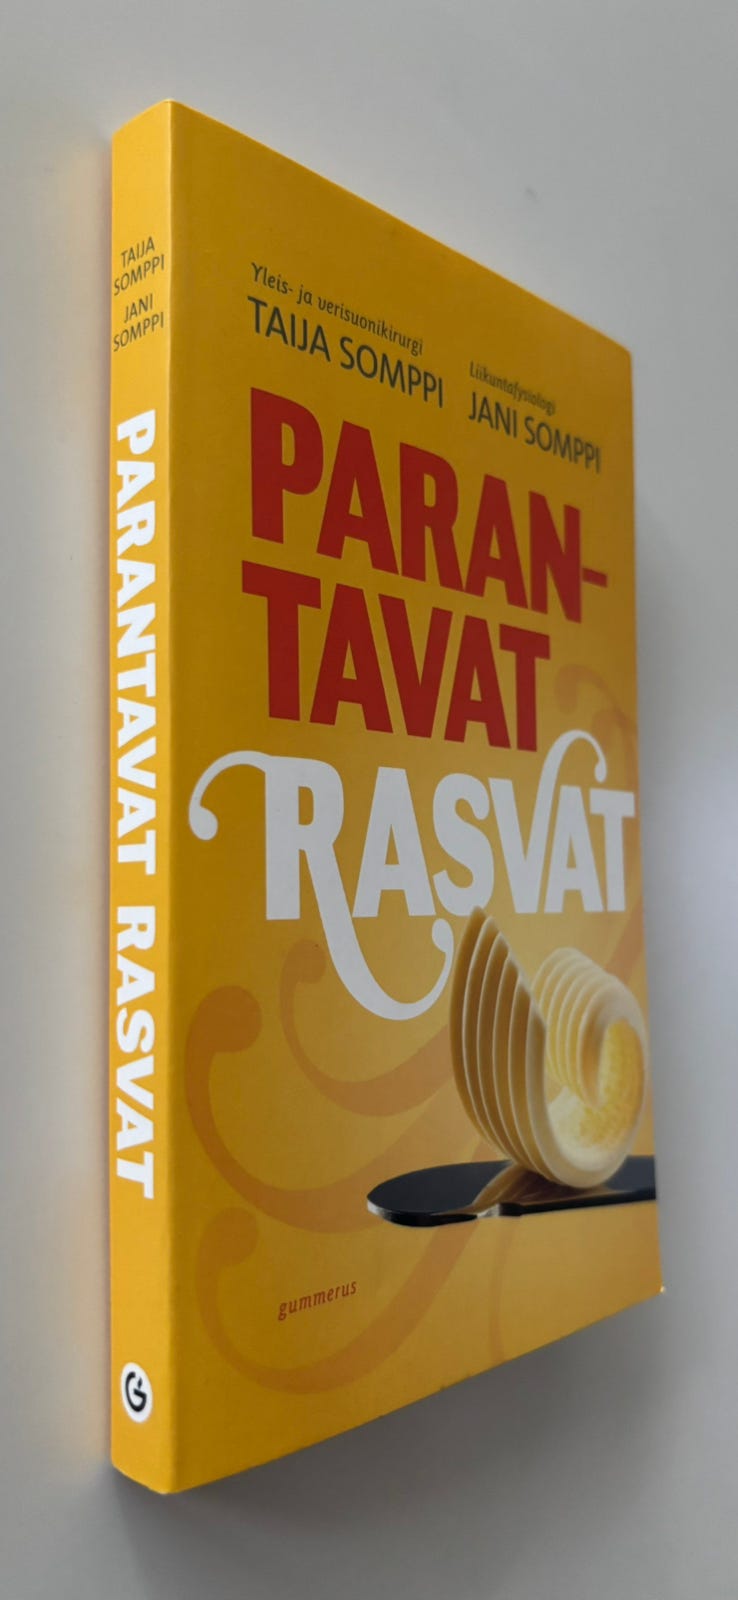 TAIJA
SOMPPI
JANI
SOMPPI
PARANTAVAT RASVAT
G
Yleis- ja verisuonikirurgi
TAIJA SOMPPI
Liikuntafysiologi
JANI SOMPPI
PARAN-
TAVAT
RASVAT
gummerus